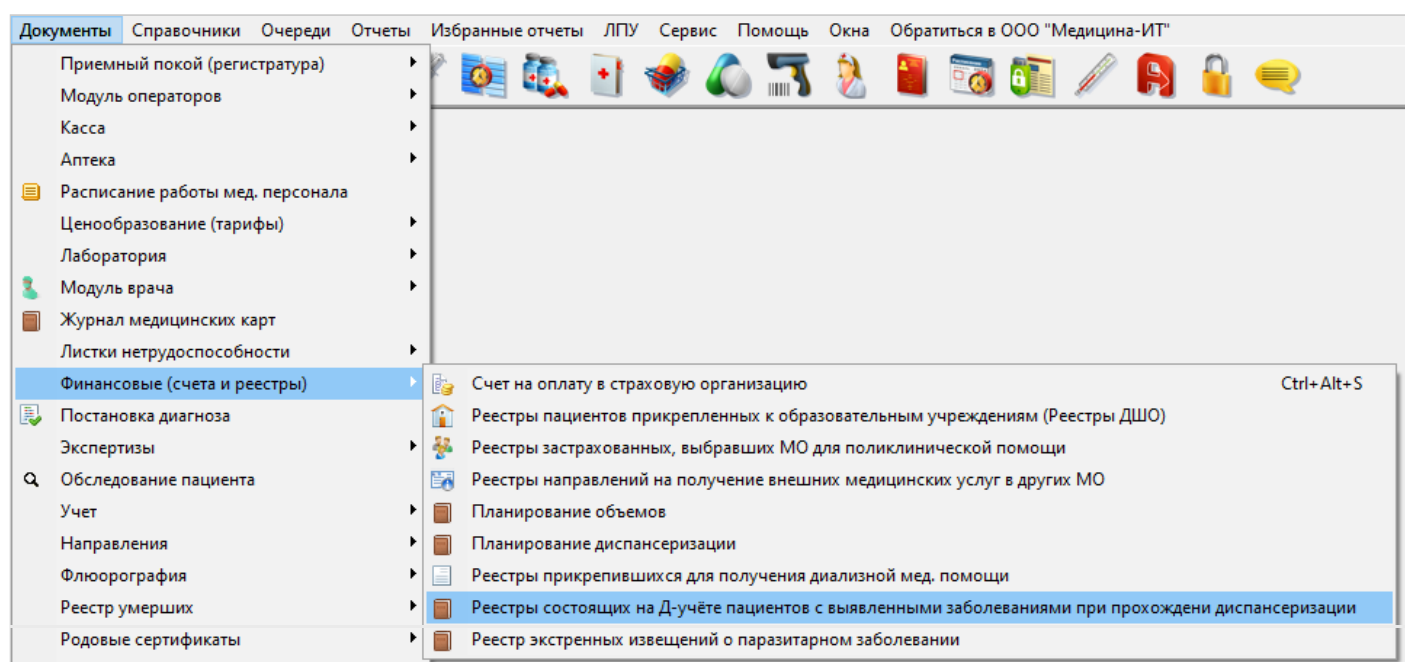 Документы Справочники Очереди Отчеты Избранные отчеты ЛПУ Сервис Помощь Окна Обратиться в ООО "Медицина-ИТ"
Приемный покой (регистратура)
Модуль операторов
Касса
Аптека
Расписание работы мед. персонала
Ценообразование (тарифы)
Лаборатория
Модуль врача
Журнал медицинских карт
Листки нетрудоспособности
Финансовые (счета и реестры)
Постановка диагноза
Экспертизы
Обследование пациента
Учет
Направления
Флюорография
Реестр умерших
Родовые сертификаты
Счет на оплату в страховую организацию Ctrl+Alt+S
Реестры пациентов прикрепленных к образовательным учреждениям (Реестры ДШО)
Реестры застрахованных, выбравших МО для поликлинической помощи
Реестры направлений на получение внешних медицинских услуг в других МО
Планирование объемов
Планирование диспансеризации
Реестры прикрепившихся для получения диализной мед. помощи
Реестры состоящих на Д-учёте пациентов с выявленными заболеваниями при прохождени диспансеризации
Реестр экстренных извещений о паразитарном заболевании